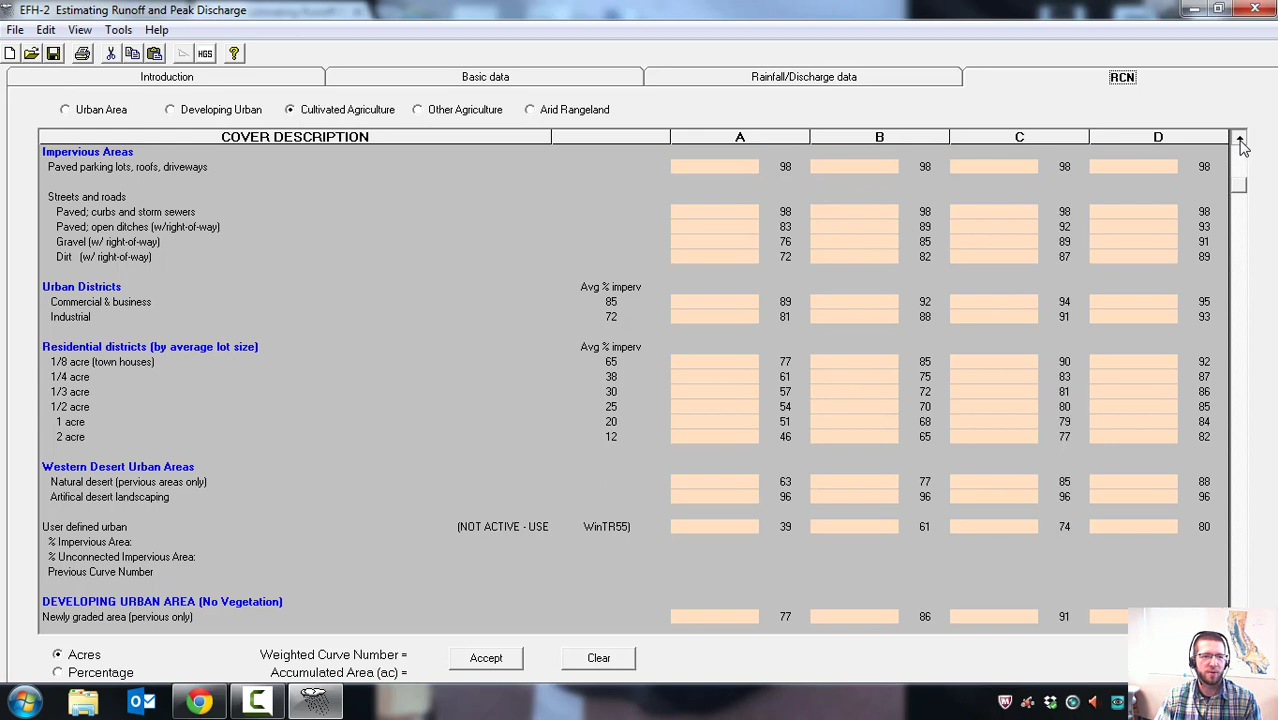 EFH-2 Estimating Runoff and Peak Discharge
File Edit View Tools Help
HGS ?
Introduction Basic data Rainfall/Discharge data RCN
Urban Area Developing Urban Cultivated Agriculture Other Agriculture Arid Rangeland
COVER DESCRIPTION A B C D
Impervious Areas
Paved parking lots, roofs, driveways 98 98 98 98
Streets and roads
Paved; curbs and storm sewers 98 98 98 98
Paved; open ditches (w/right-of-way) 83 89 92 93
Gravel (w/ right-of-way) 76 85 89 91
Dirt (w/ right-of-way) 72 82 87 89
Urban Districts Avg % imperv
Commercial & business 85 89 92 94 95
Industrial 72 81 88 91 93
Residential districts (by average lot size) Avg % imperv
1/8 acre (town houses) 65 77 85 90 92
1/4 acre 38 61 75 83 87
1/3 acre 30 57 72 81 86
1/2 acre 25 54 70 80 85
1 acre 20 51 68 79 84
2 acre 12 46 65 77 82
Western Desert Urban Areas
Natural desert (pervious areas only) 63 77 85 88
Artifical desert landscaping 96 96 96 96
User defined urban (NOT ACTIVE - USE WinTR55) 39 61 74 80
% Impervious Area:
% Unconnected Impervious Area:
Previous Curve Number
DEVELOPING URBAN AREA (No Vegetation)
Newly graded area (pervious only) 77 86 91
Acres Weighted Curve Number = Accept Clear
Percentage Accumulated Area (ac) =